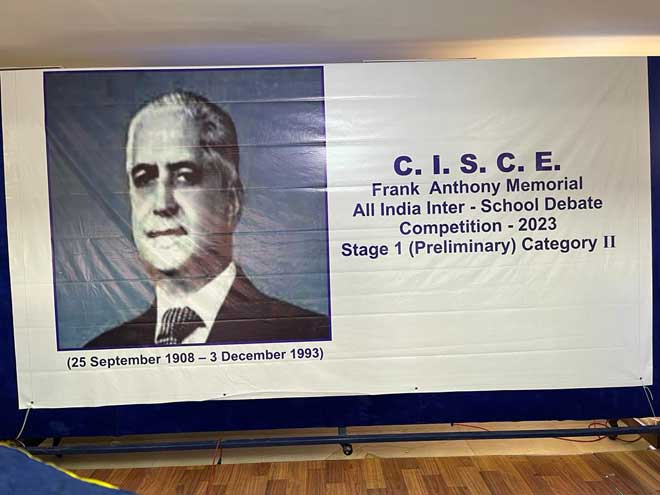 C. I. S. C. E.
Frank Anthony Memorial
All India Inter - School Debate
Competition - 2023
Stage 1 (Preliminary) Category II
(25 September 1908 – 3 December 1993)